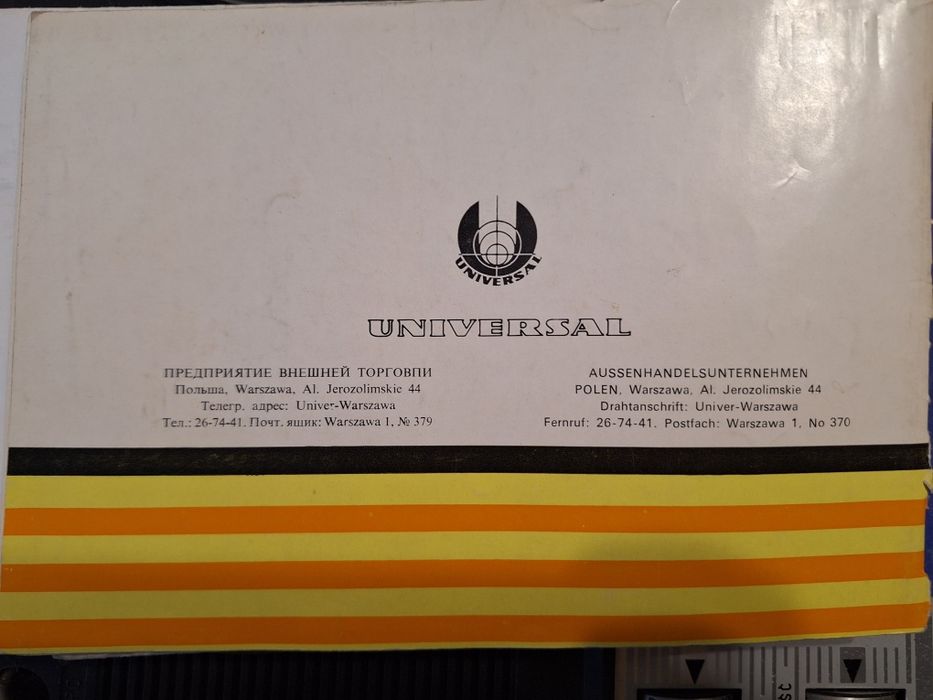 UNIVERSAL
UNIVERSAL
ПРЕДПРИЯТИЕ ВНЕШНЕЙ ТОРГОВПИ
Польша, Warszawa, Al. Jerozolimskie 44
Телегр. адрес: Univer-Warszawa
Тел.: 26-74-41. Почт. яшик: Warszawa 1, № 379
AUSSENHANDELSUNTERNEHMEN
POLEN, Warszawa, Al. Jerozolimskie 44
Drahtanschrift: Univer-Warszawa
Fernruf: 26-74-41. Postfach: Warszawa 1, No 370